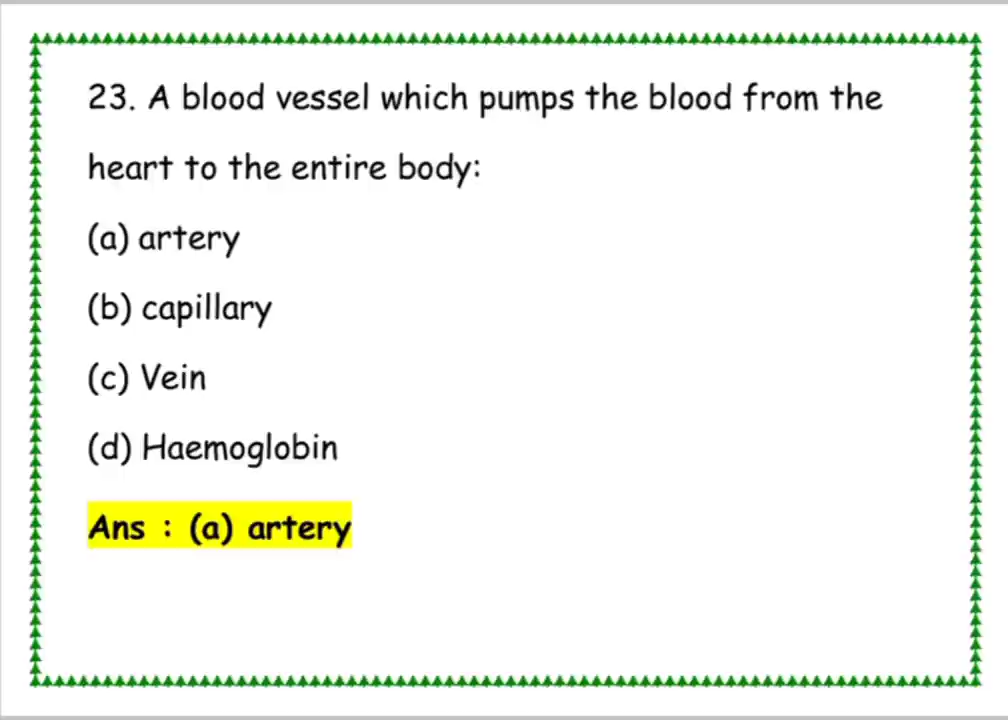 23. A blood vessel which pumps the blood from the
heart to the entire body:
(a) artery
(b) capillary
(c) Vein
(d) Haemoglobin
Ans : (a) artery